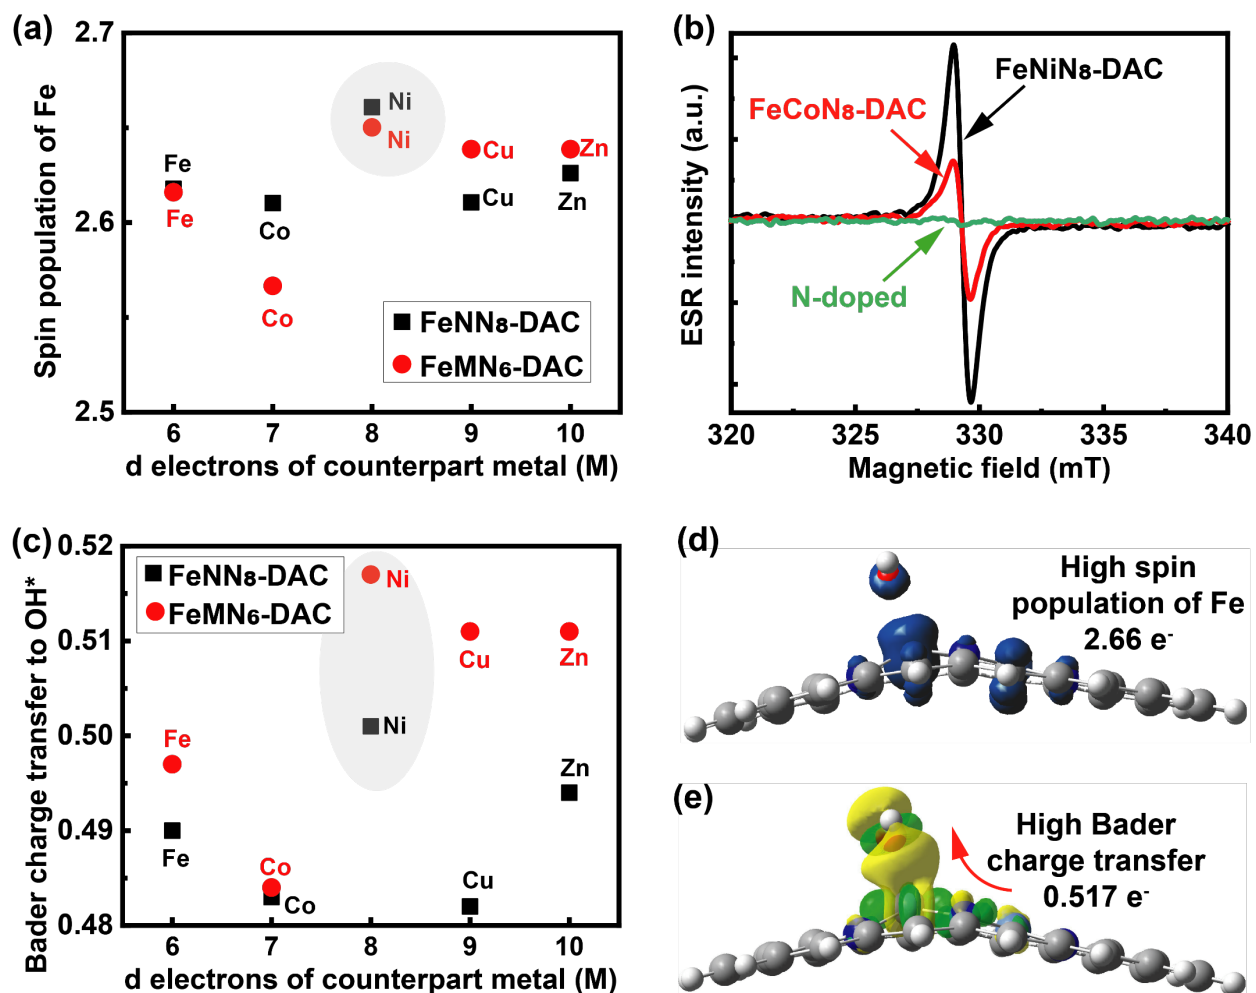 (a)
2.7
2.6
2.5
Spin population of Fe
Fe
Fe
Co
Co
Ni
Ni
Cu
Cu
Zn
Zn
FeNN₈-DAC
FeMN₆-DAC
6 7 8 9 10
d electrons of counterpart metal (M)
(b)
ESR intensity (a.u.)
FeNiN₈-DAC
FeCoN₈-DAC
N-doped
320 325 330 335 340
Magnetic field (mT)
(c)
0.52
0.51
0.50
0.49
0.48
Bader charge transfer to OH*
FeNN₈-DAC
FeMN₆-DAC
Fe
Fe
Co
Co
Ni
Ni
Cu
Cu
Zn
Zn
6 7 8 9 10
d electrons of counterpart metal (M)
(d)
High spin
population of Fe
2.66 e⁻
(e)
High Bader
charge transfer
0.517 e⁻